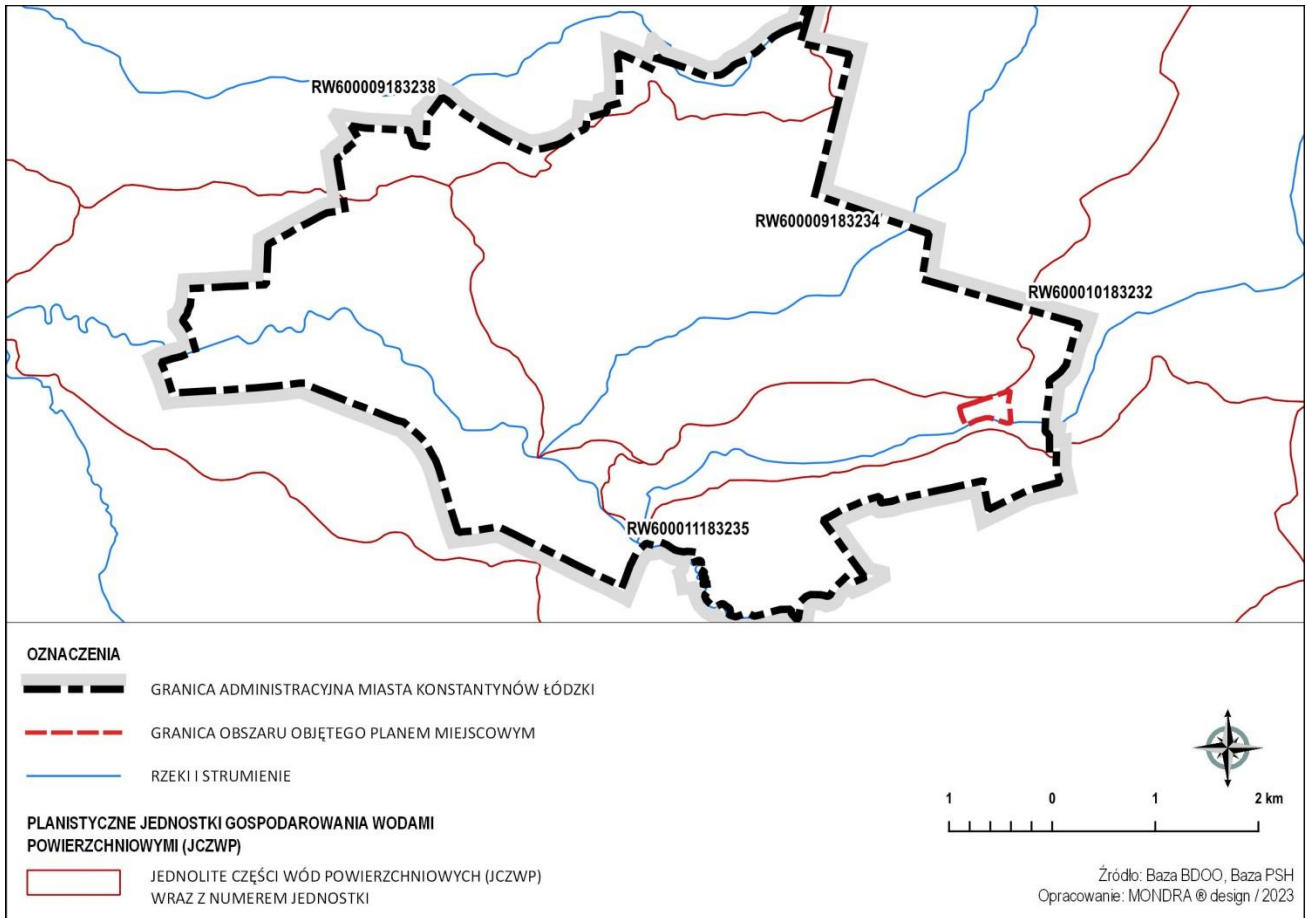 RW600009183238
RW600009183234
RW600010183232
RW600011183235
OZNACZENIA
GRANICA ADMINISTRACYJNA MIASTA KONSTANTYNÓW ŁÓDZKI
GRANICA OBSZARU OBJĘTEGO PLANEM MIEJSCOWYM
RZEKI I STRUMIENIE
PLANISTYCZNE JEDNOSTKI GOSPODAROWANIA WODAMI
POWIERZCHNIOWYMI (JCZWP)
JEDNOLITE CZĘŚCI WÓD POWIERZCHNIOWYCH (JCZWP)
WRAZ Z NUMEREM JEDNOSTKI
1 0 1 2 km
Źródło: Baza BDOO, Baza PSH
Opracowanie: MONDRA ® design / 2023